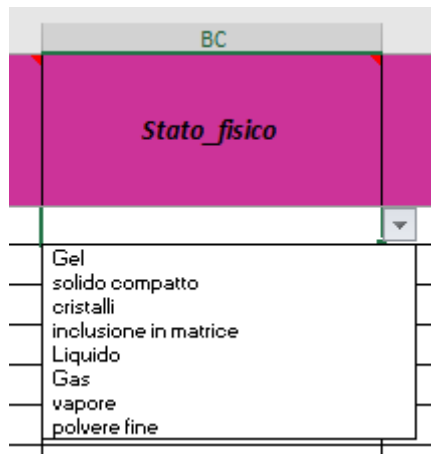 BC
Stato_fisico
Gel
solido compatto
cristalli
inclusione in matrice
Liquido
Gas
vapore
polvere fine